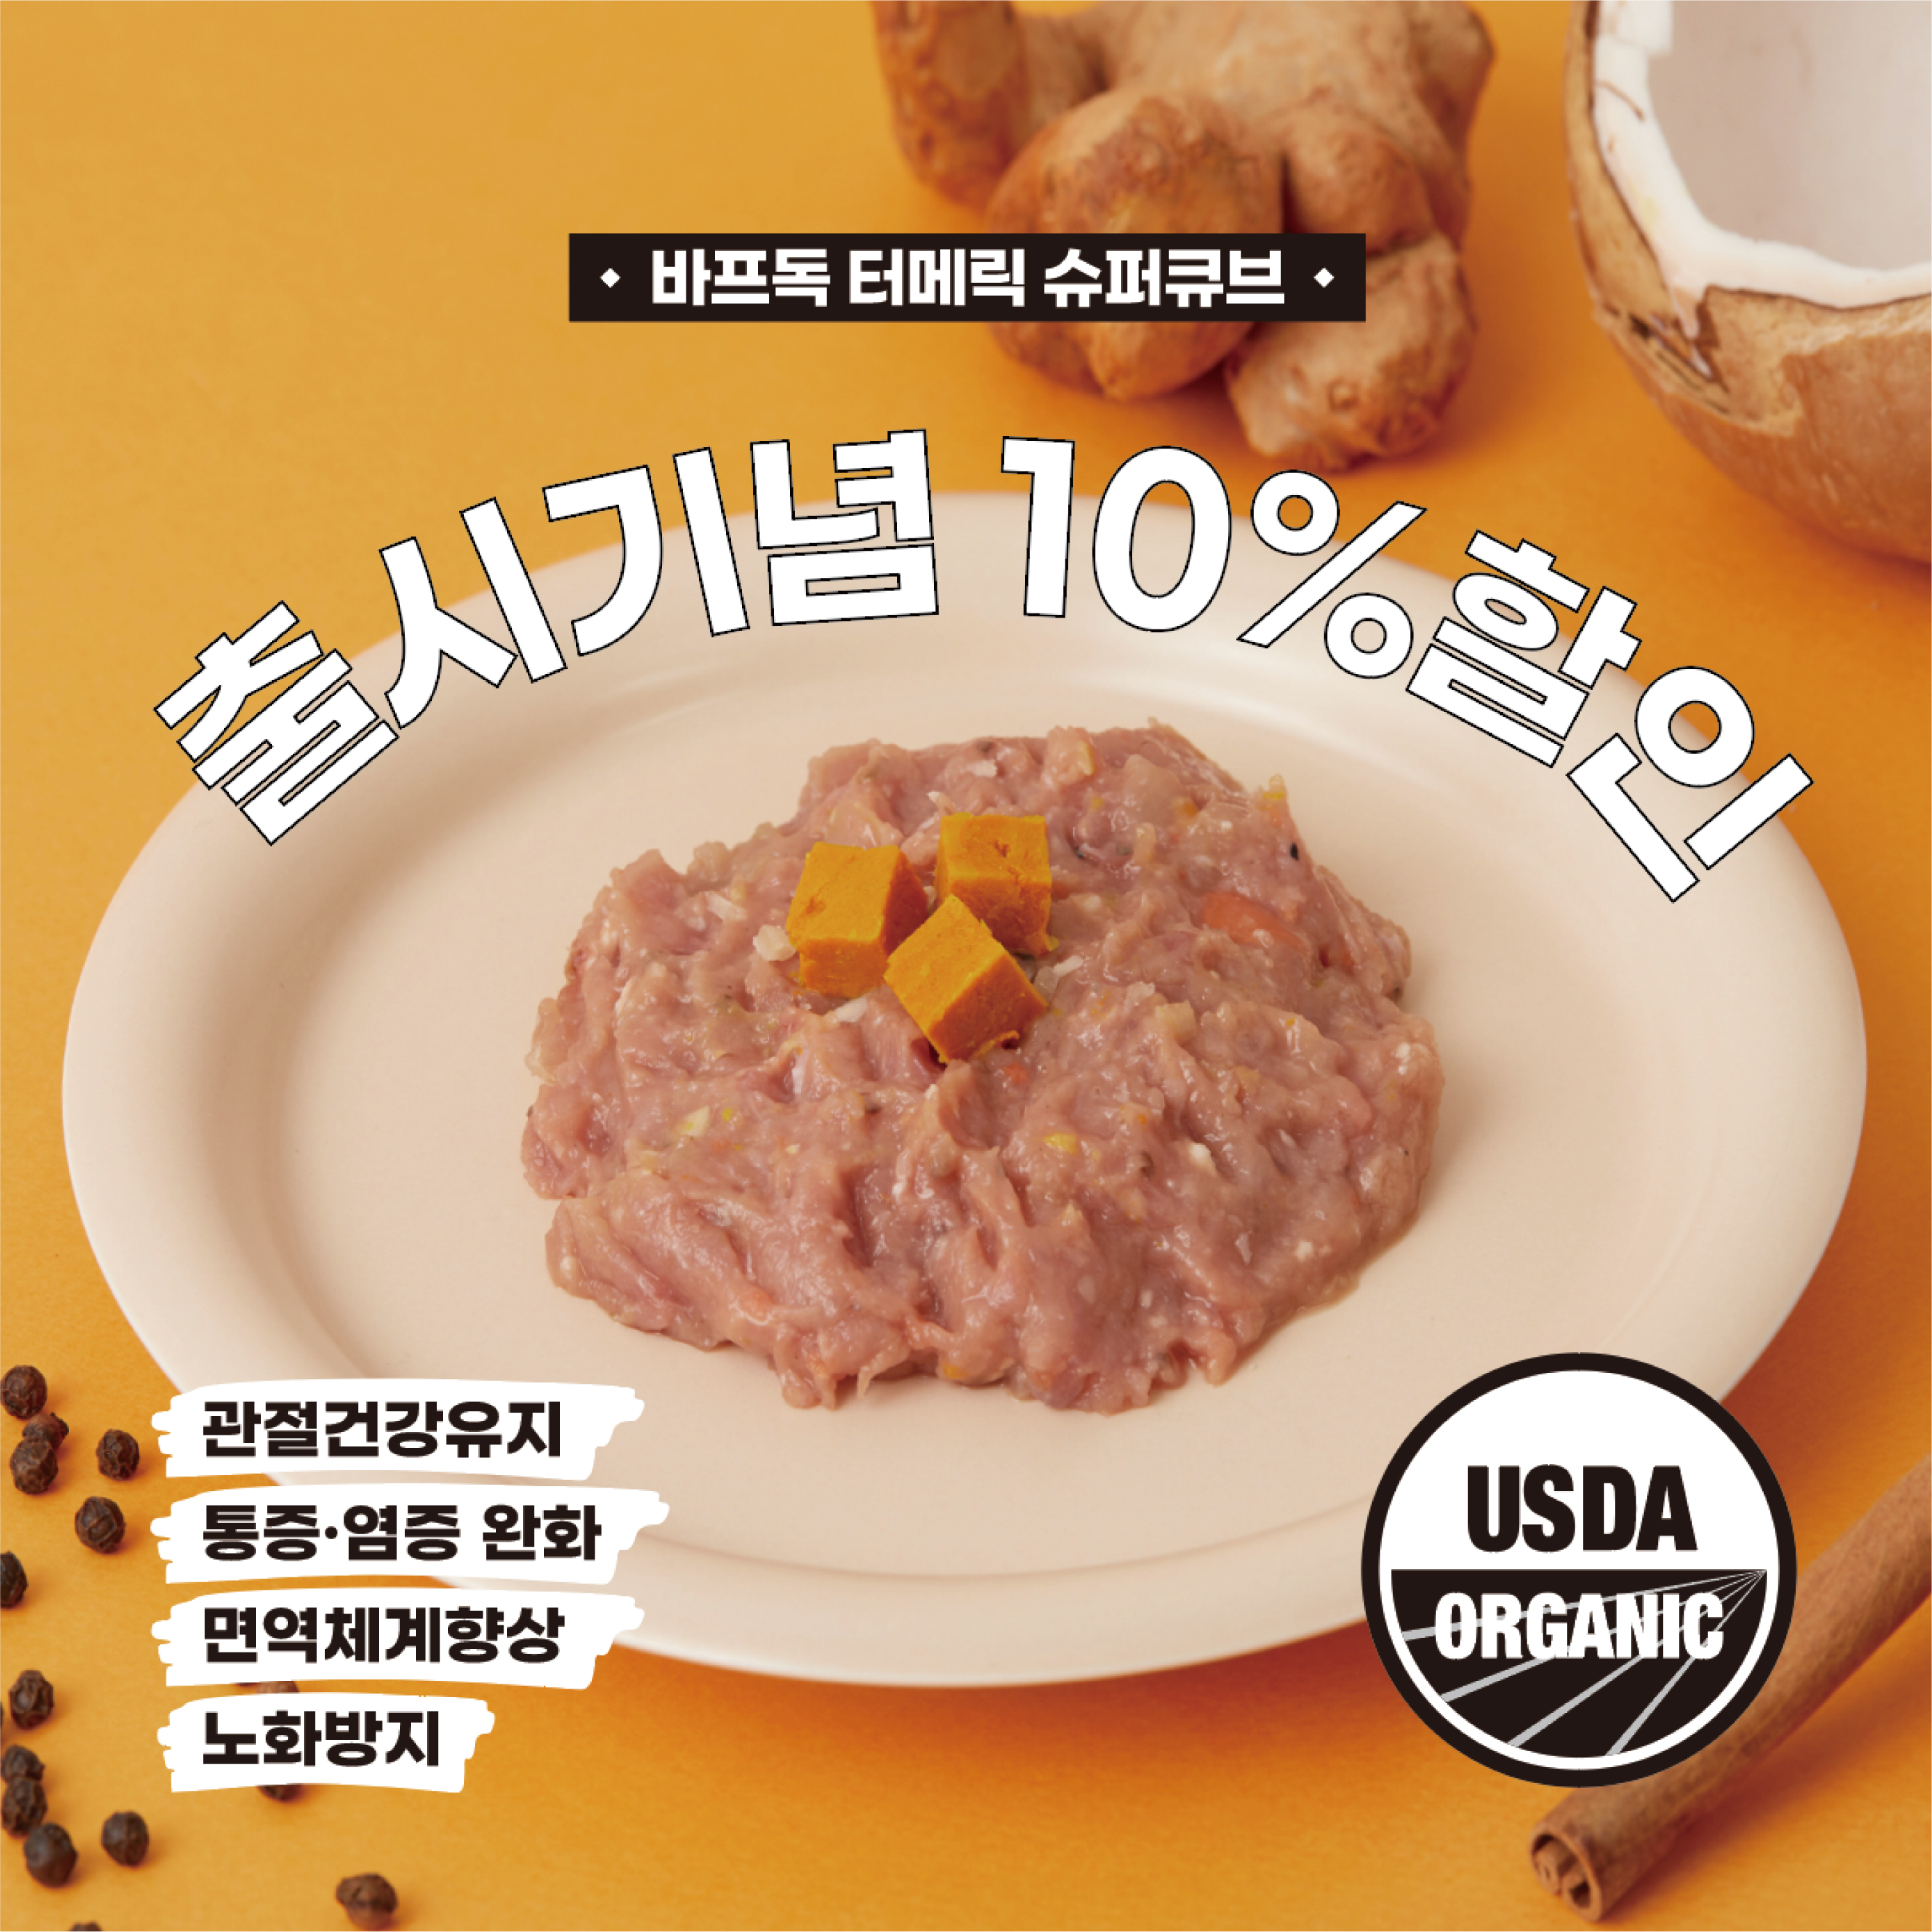 바프독 터메릭 슈퍼큐브
출시기념 10%할인
관절건강유지
통증·염증 완화
면역체계향상
노화방지
USDA
ORGANIC